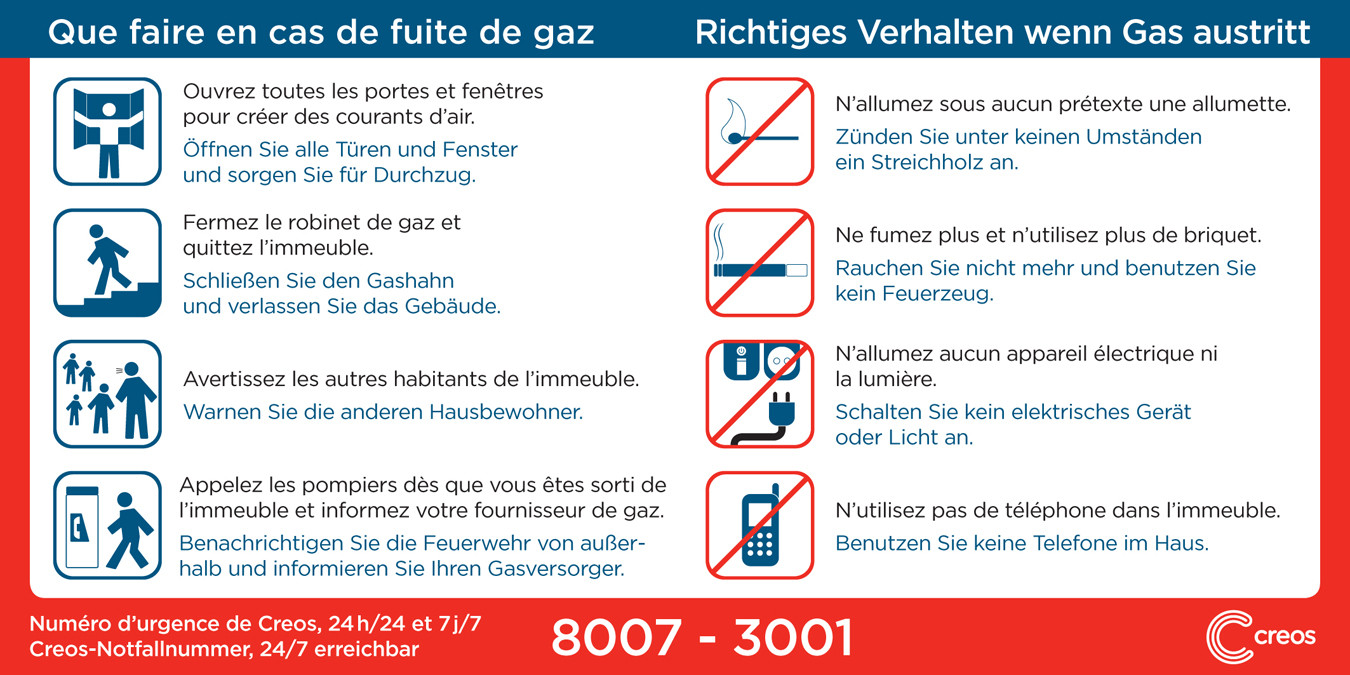 Que faire en cas de fuite de gaz
Richtiges Verhalten wenn Gas austritt
Ouvrez toutes les portes et fenêtres
pour créer des courants d’air.
Öffnen Sie alle Türen und Fenster
und sorgen Sie für Durchzug.
Fermez le robinet de gaz et
quittez l’immeuble.
Schließen Sie den Gashahn
und verlassen Sie das Gebäude.
Avertissez les autres habitants de l’immeuble.
Warnen Sie die anderen Hausbewohner.
Appelez les pompiers dès que vous êtes sorti de
l’immeuble et informez votre fournisseur de gaz.
Benachrichtigen Sie die Feuerwehr von außer-
halb und informieren Sie Ihren Gasversorger.
N’allumez sous aucun prétexte une allumette.
Zünden Sie unter keinen Umständen
ein Streichholz an.
Ne fumez plus et n’utilisez plus de briquet.
Rauchen Sie nicht mehr und benutzen Sie
kein Feuerzeug.
N’allumez aucun appareil électrique ni
la lumière.
Schalten Sie kein elektrisches Gerät
oder Licht an.
N’utilisez pas de téléphone dans l’immeuble.
Benutzen Sie keine Telefone im Haus.
Numéro d’urgence de Creos, 24h/24 et 7j/7
Creos-Notfallnummer, 24/7 erreichbar
8007 - 3001
creos